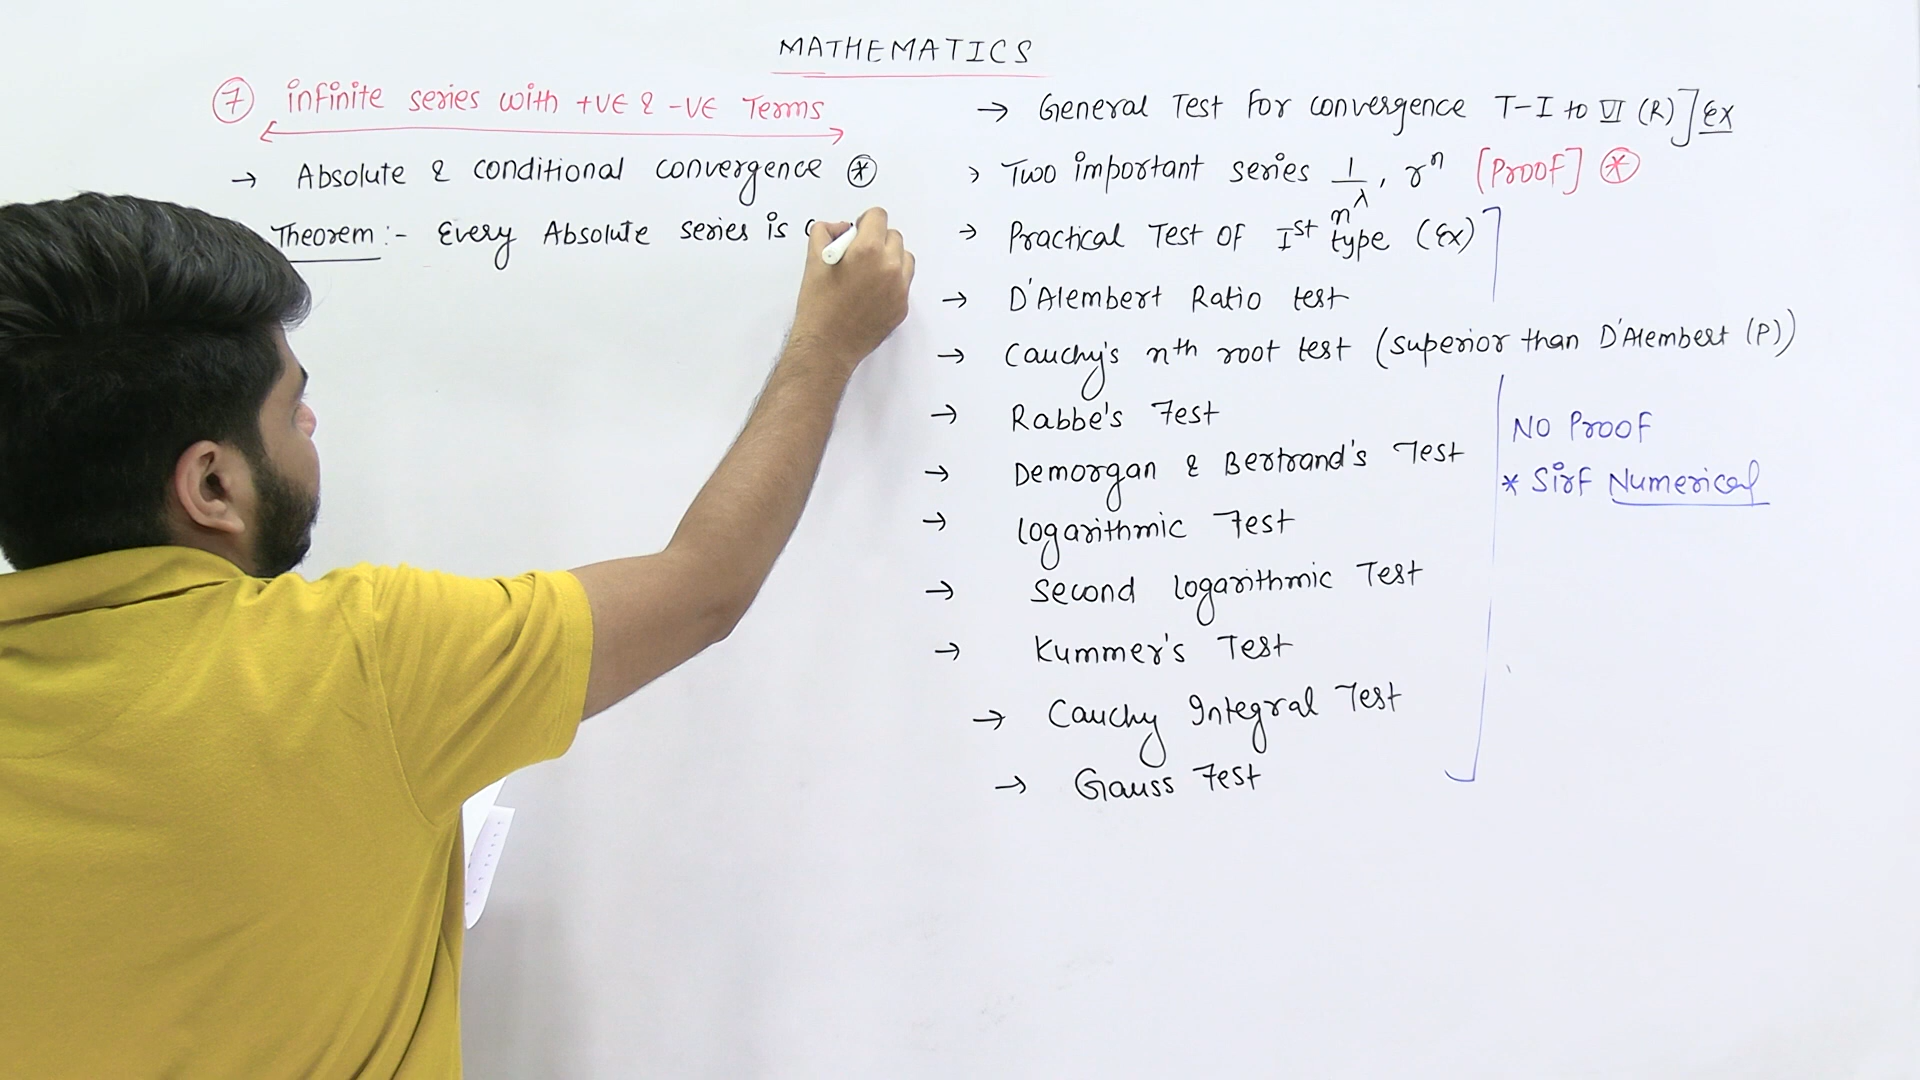 MATHEMATICS
⑦ infinite series with +VE & -VE Terms
→ Absolute & conditional convergence ⊛
Theorem :- Every Absolute series is
→ General Test For convergence T-I to VI (R)] Ex
→ Two important series 1/n^λ, r^n [Proof] ⊛
→ Practical Test OF Ist type (Ex)
→ D'Alembert Ratio test
→ Cauchy's nth root test (superior than D'Alembert (P))
→ Rabbe's Test
→ Demorgan & Bertrand's Test
→ logarithmic Test
→ Second logarithmic Test
→ Kummer's Test
→ Cauchy Integral Test
→ Gauss Test
NO Proof
* Sirf Numerical